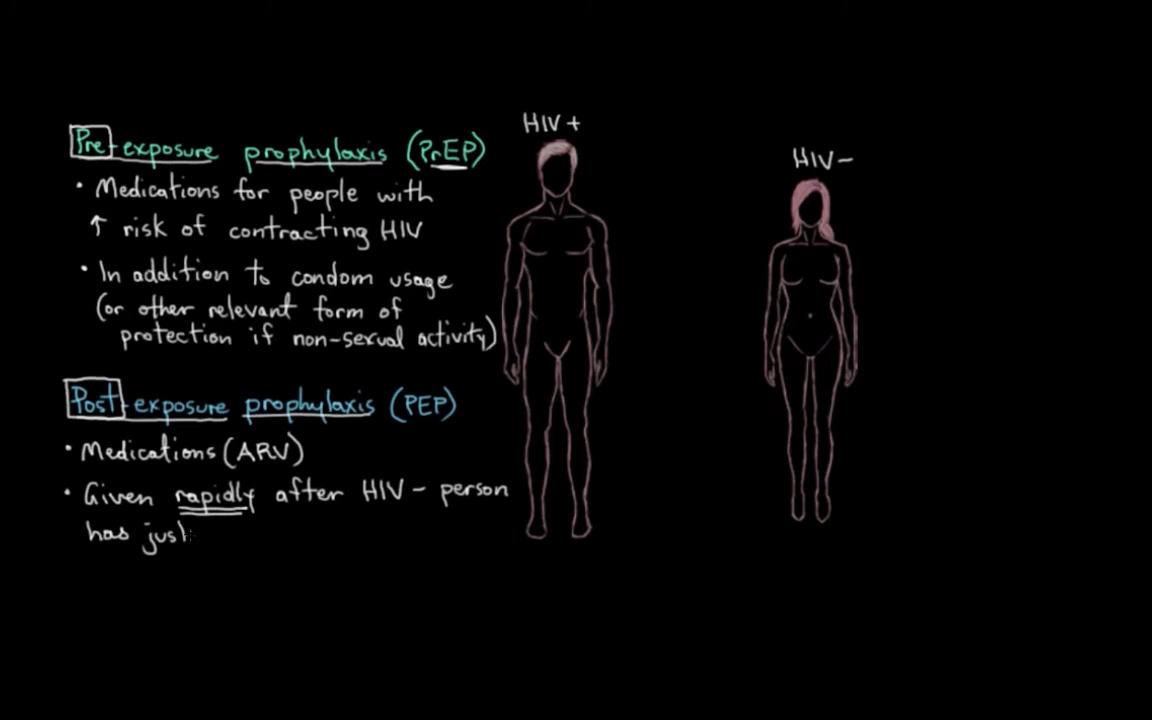 Pre-exposure prophylaxis (PrEP)
• Medications for people with
↑ risk of contracting HIV
• In addition to condom usage
(or other relevant form of
protection if non-sexual activity)
Post-exposure prophylaxis (PEP)
• Medications (ARV)
• Given rapidly after HIV- person
has just
HIV+
HIV-